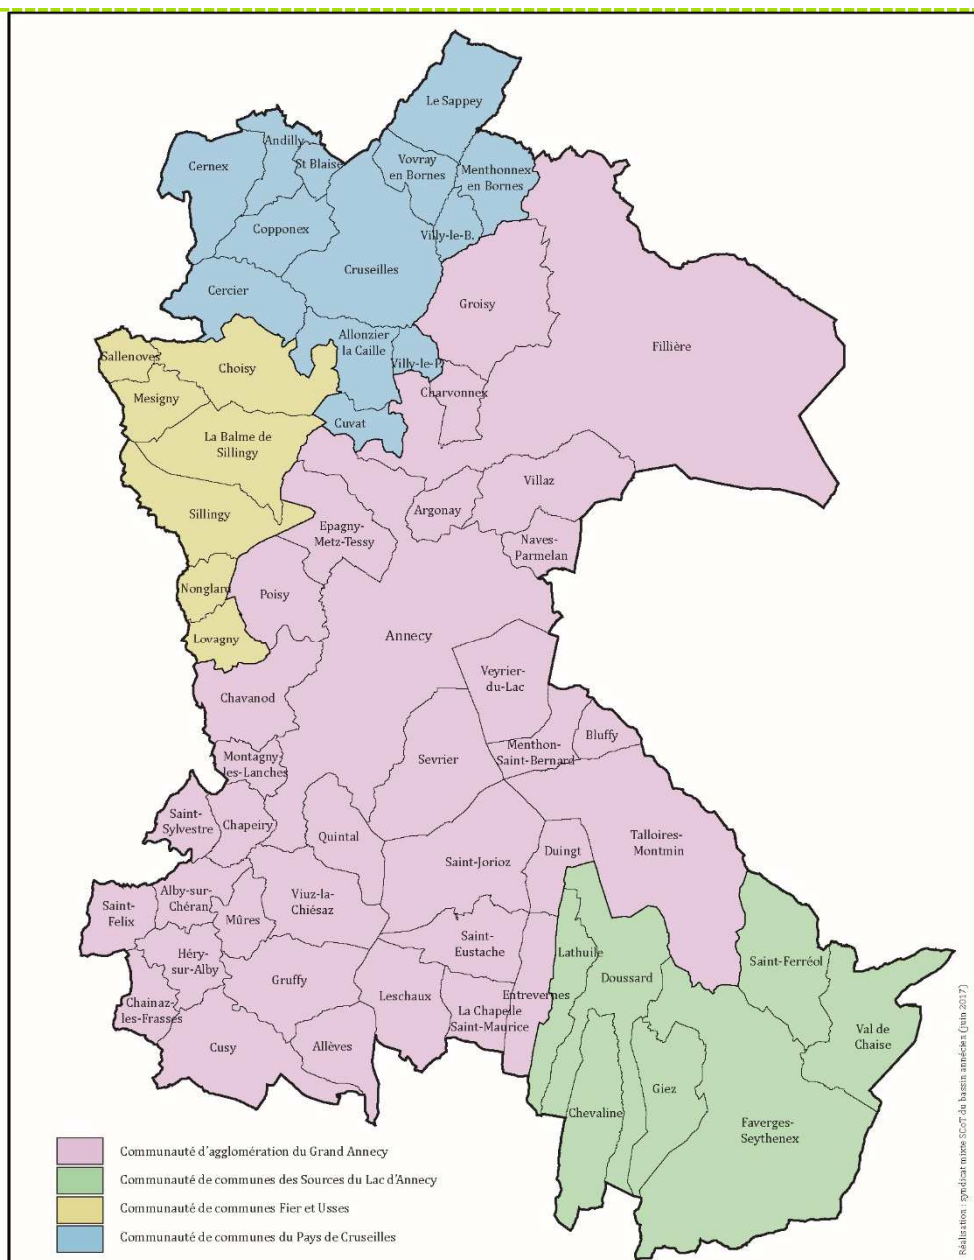 Le Sappey
Andilly
Cernex
St Blaise
Vovray
en Bornes
Menthonnex
en Bornes
Copponex
Villy-le-B.
Cruseilles
Cercier
Groisy
Allonzier
la Caille
Fillière
Sallenoves
Choisy
Villy-le-P.
Mesigny
Charvonnex
Cuvat
La Balme de
Sillingy
Villaz
Sillingy
Argonay
Epagny-
Metz-Tessy
Naves-
Parmelan
Nonglard
Poisy
Lovagny
Annecy
Veyrier-
du-Lac
Chavanod
Bluffy
Menthon-
Saint-Bernard
Montagny-
les-Lanches
Sevrier
Saint-
Sylvestre
Chapeiry
Quintal
Talloires-
Montmin
Duingt
Saint-Jorioz
Alby-sur-
Chéran
Viuz-la-
Chiésaz
Saint-
Felix
Mûres
Saint-
Eustache
Lathuile
Saint-Ferréol
Héry-
sur-Alby
Gruffy
Doussard
Leschaux
Entrevernes
Chainaz-
les-Frasses
La Chapelle
Saint-Maurice
Val de
Chaise
Cusy
Allèves
Giez
Chevaline
Faverges-
Seythenex
Communauté d'agglomération du Grand Annecy
Communauté de communes des Sources du Lac d'Annecy
Communauté de communes Fier et Usses
Communauté de communes du Pays de Cruseilles
Réalisation : syndicat mixte SCoT du bassin annécien (juin 2017)